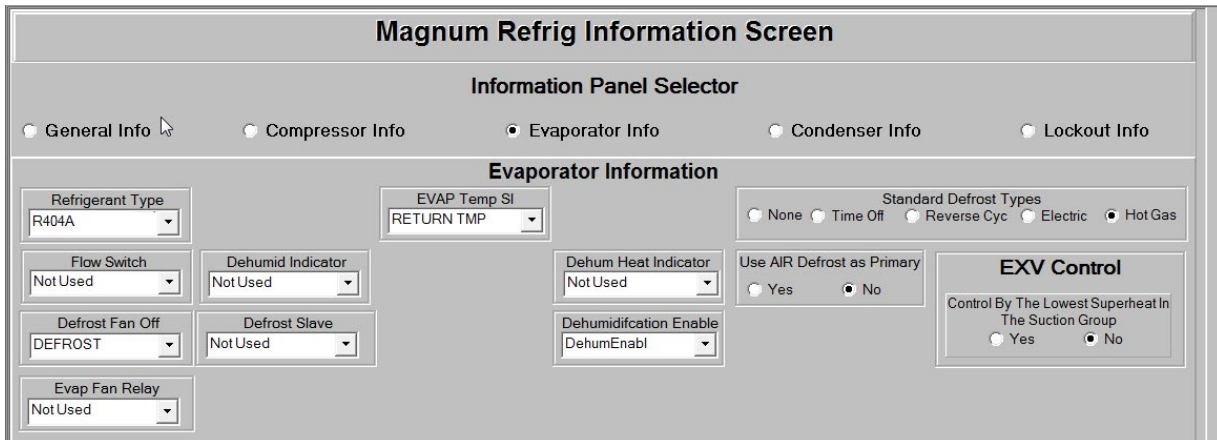 Magnum Refrig Information Screen
Information Panel Selector
General Info Compressor Info Evaporator Info Condenser Info Lockout Info
Evaporator Information
Refrigerant Type
R404A
EVAP Temp SI
RETURN TMP
Standard Defrost Types
None Time Off Reverse Cyc Electric Hot Gas
Flow Switch
Not Used
Dehumid Indicator
Not Used
Dehum Heat Indicator
Not Used
Use AIR Defrost as Primary
Yes No
EXV Control
Control By The Lowest Superheat In
The Suction Group
Yes No
Defrost Fan Off
DEFROST
Defrost Slave
Not Used
Dehumidifcation Enable
DehumEnabl
Evap Fan Relay
Not Used